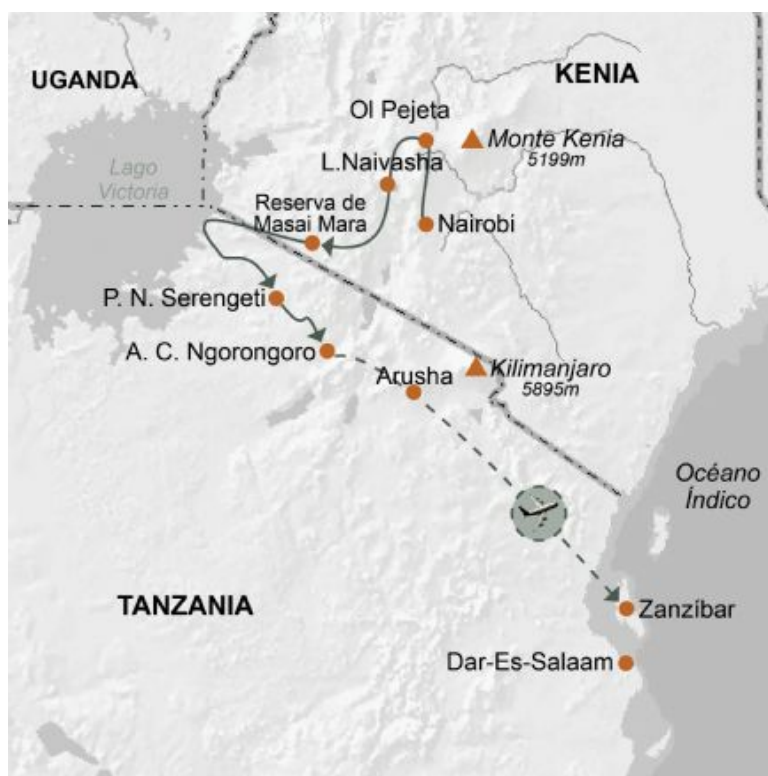 UGANDA
KENIA
Ol Pejeta
Monte Kenia
5199m
L.Naivasha
Lago
Victoria
Reserva de
Masai Mara
Nairobi
P. N. Serengeti
A. C. Ngorongoro
Arusha
Kilimanjaro
5895m
Océano
Índico
TANZANIA
Zanzíbar
Dar-Es-Salaam